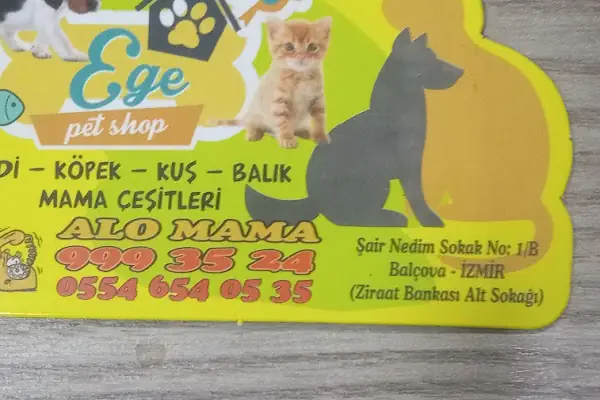 Ege
pet shop
Dİ – KÖPEK – KUŞ – BALIK
MAMA ÇEŞİTLERİ
ALO MAMA
999 35 24
0554 654 05 35
Şair Nedim Sokak No; 1/B
Balçova - İZMİR
(Ziraat Bankası Alt Sokağı)